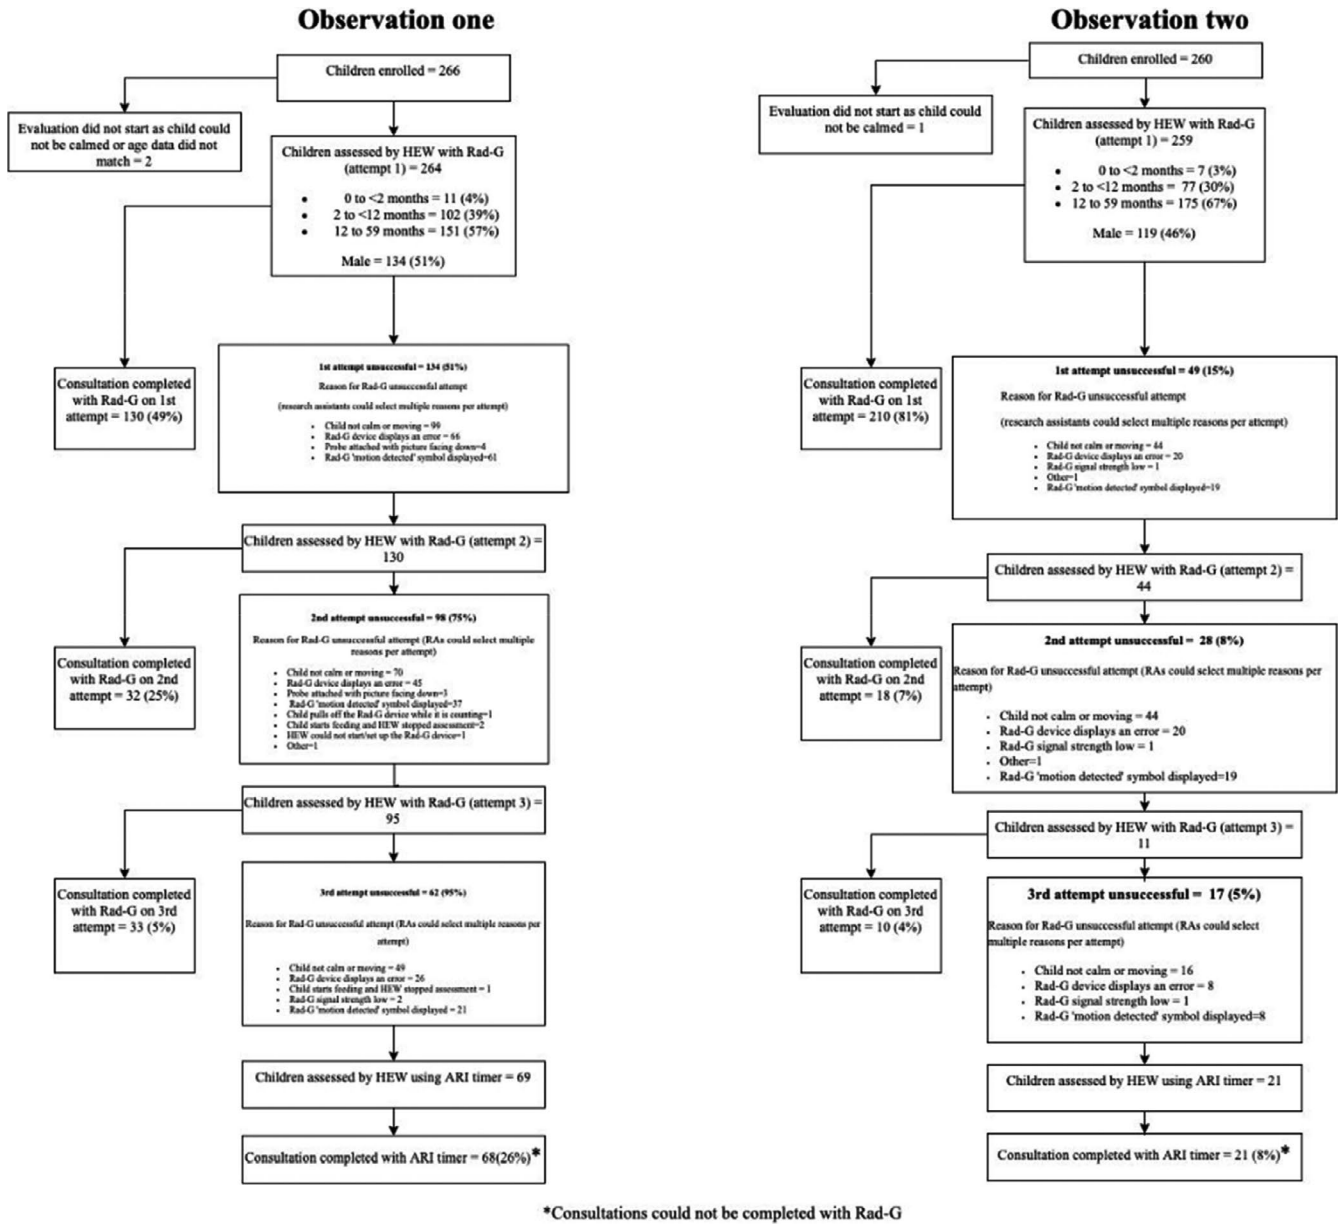 Observation one
Children enrolled = 266
Evaluation did not start as child could
not be calmed or age data did not
match = 2
Children assessed by HEW with Rad-G
(attempt 1) = 264
• 0 to <2 months = 11 (4%)
• 2 to <12 months = 102 (39%)
• 12 to 59 months = 151 (57%)
Male = 134 (51%)
Consultation completed
with Rad-G on 1st
attempt = 130 (49%)
1st attempt unsuccessful = 134 (51%)
Reason for Rad-G unsuccessful attempt
(research assistants could select multiple reasons per attempt)
• Child not calm or moving = 99
• Rad-G device displays an error = 66
• Probe attached with picture facing down=4
• Rad-G 'motion detected' symbol displayed=61
Children assessed by HEW with Rad-G (attempt 2) =
130
Consultation completed
with Rad-G on 2nd
attempt = 32 (25%)
2nd attempt unsuccessful = 98 (75%)
Reason for Rad-G unsuccessful attempt (RAs could select multiple
reasons per attempt)
• Child not calm or moving = 70
• Rad-G device displays an error = 45
• Probe attached with picture facing down=3
• Rad-G 'motion detected' symbol displayed=37
• Child pulls off the Rad-G device while it is counting=1
• Child starts feeding and HEW stopped assessment=2
• HEW could not start/set up the Rad-G device=1
• Other=1
Children assessed by HEW with Rad-G (attempt 3) =
95
Consultation completed
with Rad-G on 3rd
attempt = 33 (5%)
3rd attempt unsuccessful = 62 (95%)
Reason for Rad-G unsuccessful attempt (RAs could select multiple reasons per
attempt)
• Child not calm or moving = 49
• Rad-G device displays an error = 26
• Child starts feeding and HEW stopped assessment = 1
• Rad-G signal strength low = 2
• Rad-G 'motion detected' symbol displayed = 21
Children assessed by HEW using ARI timer = 69
Consultation completed with ARI timer = 68(26%)*
Observation two
Children enrolled = 260
Evaluation did not start as child could
not be calmed = 1
Children assessed by HEW with Rad-G
(attempt 1) = 259
• 0 to <2 months = 7 (3%)
• 2 to <12 months = 77 (30%)
• 12 to 59 months = 175 (67%)
Male = 119 (46%)
Consultation completed
with Rad-G on 1st
attempt = 210 (81%)
1st attempt unsuccessful = 49 (15%)
Reason for Rad-G unsuccessful attempt
(research assistants could select multiple reasons per attempt)
• Child not calm or moving = 44
• Rad-G device displays an error = 20
• Rad-G signal strength low = 1
• Other=1
• Rad-G 'motion detected' symbol displayed=19
Children assessed by HEW with Rad-G (attempt 2) =
44
Consultation completed
with Rad-G on 2nd
attempt = 18 (7%)
2nd attempt unsuccessful = 28 (8%)
Reason for Rad-G unsuccessful attempt (RAs could select multiple reasons per
attempt)
• Child not calm or moving = 44
• Rad-G device displays an error = 20
• Rad-G signal strength low = 1
• Other=1
• Rad-G 'motion detected' symbol displayed=19
Children assessed by HEW with Rad-G (attempt 3) =
11
Consultation completed
with Rad-G on 3rd
attempt = 10 (4%)
3rd attempt unsuccessful = 17 (5%)
Reason for Rad-G unsuccessful attempt (RAs could select
multiple reasons per attempt)
• Child not calm or moving = 16
• Rad-G device displays an error = 8
• Rad-G signal strength low = 1
• Rad-G 'motion detected' symbol displayed=8
Children assessed by HEW using ARI timer = 21
Consultation completed with ARI timer = 21 (8%)*
*Consultations could not be completed with Rad-G